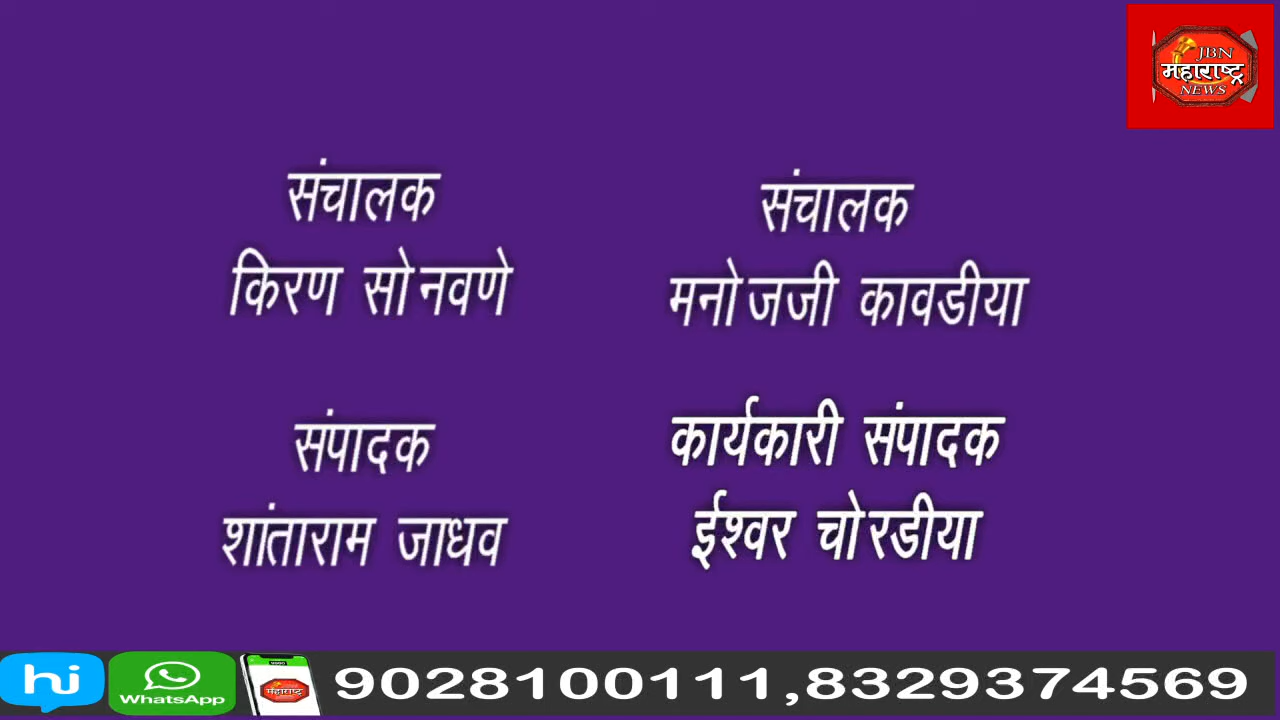 JBN
महाराष्ट्र
NEWS
संचालक
किरण सोनवणे
संचालक
मनोजजी कावडीया
संपादक
शांताराम जाधव
कार्यकारी संपादक
ईश्वर चोरडीया
hi
WhatsApp
महाराष्ट्र
9028100111,8329374569